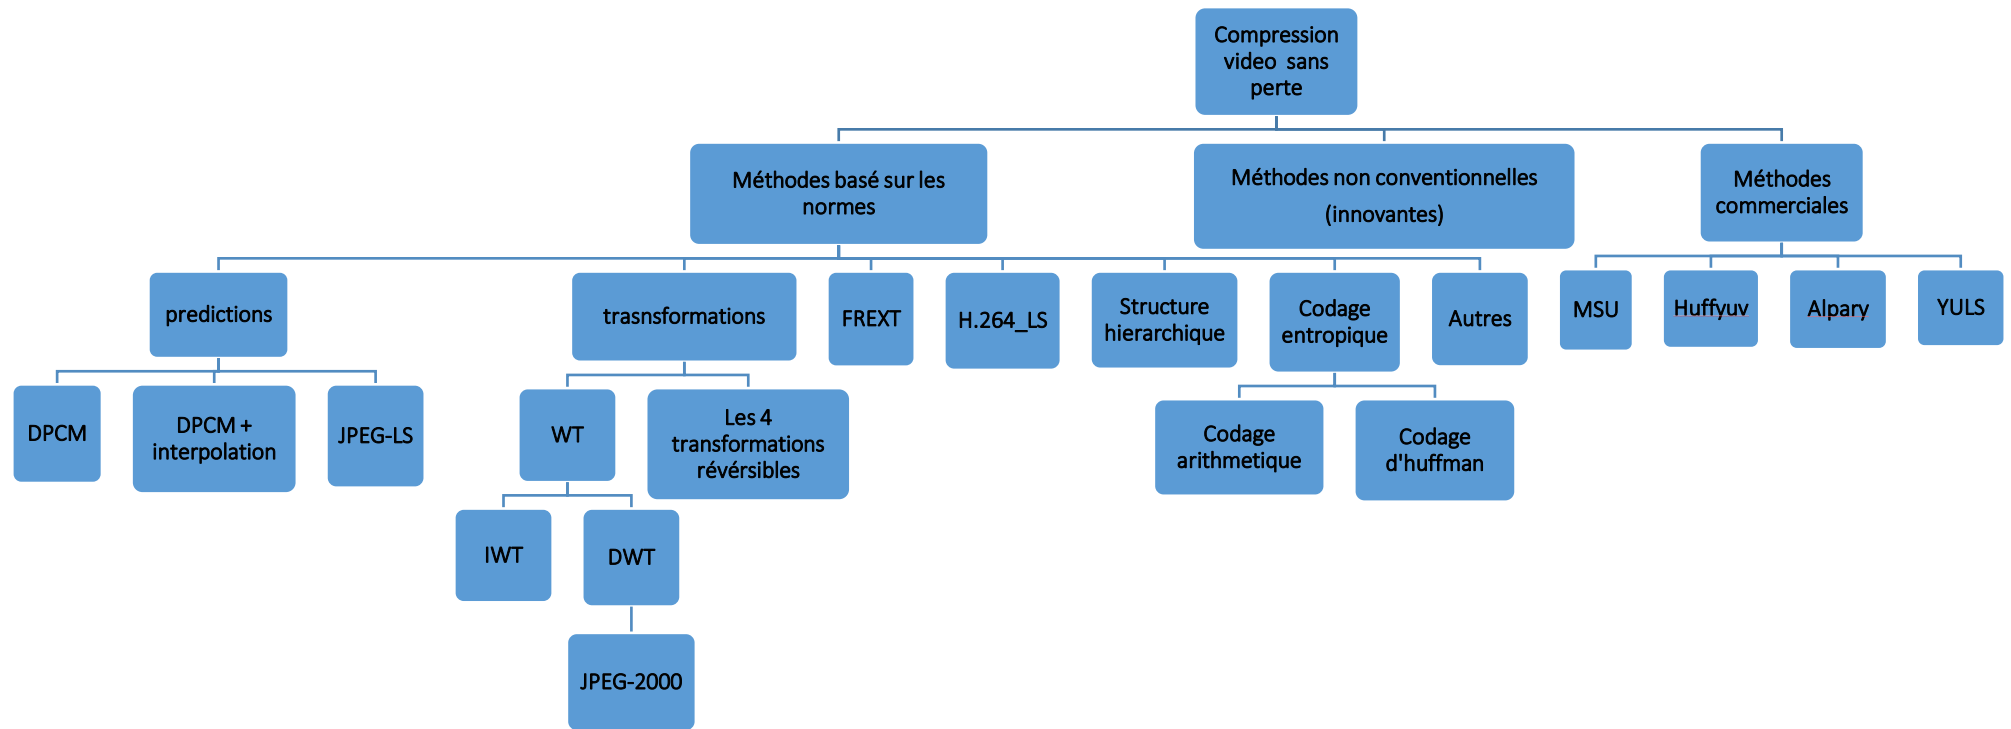 Compression
video sans
perte
Méthodes basé sur les
normes
Méthodes non conventionnelles
(innovantes)
Méthodes
commerciales
predictions
trasnsformations
FREXT
H.264_LS
Structure
hierarchique
Codage
entropique
Autres
MSU
Huffyuv
Alpary
YULS
DPCM
DPCM +
interpolation
JPEG-LS
WT
Les 4
transformations
révérsibles
Codage
arithmetique
Codage
d'huffman
IWT
DWT
JPEG-2000